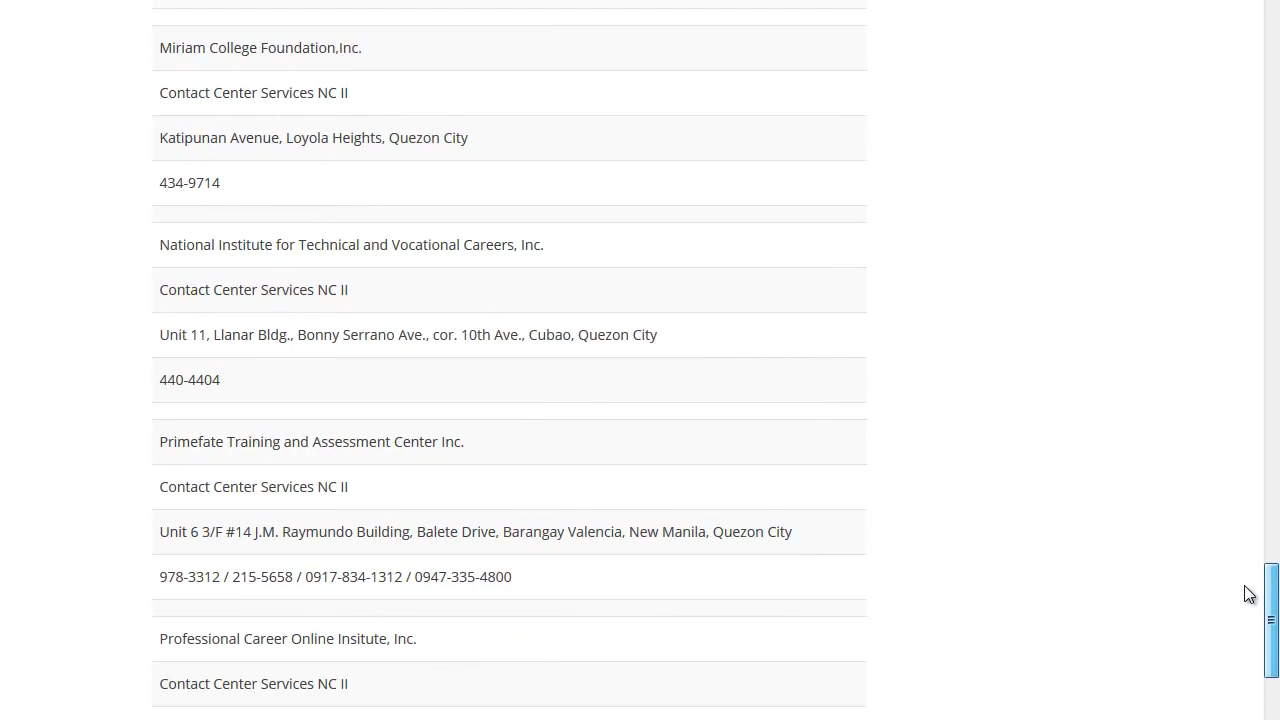 Miriam College Foundation,Inc.
Contact Center Services NC II
Katipunan Avenue, Loyola Heights, Quezon City
434-9714
National Institute for Technical and Vocational Careers, Inc.
Contact Center Services NC II
Unit 11, Llanar Bldg., Bonny Serrano Ave., cor. 10th Ave., Cubao, Quezon City
440-4404
Primefate Training and Assessment Center Inc.
Contact Center Services NC II
Unit 6 3/F #14 J.M. Raymundo Building, Balete Drive, Barangay Valencia, New Manila, Quezon City
978-3312 / 215-5658 / 0917-834-1312 / 0947-335-4800
Professional Career Online Insitute, Inc.
Contact Center Services NC II